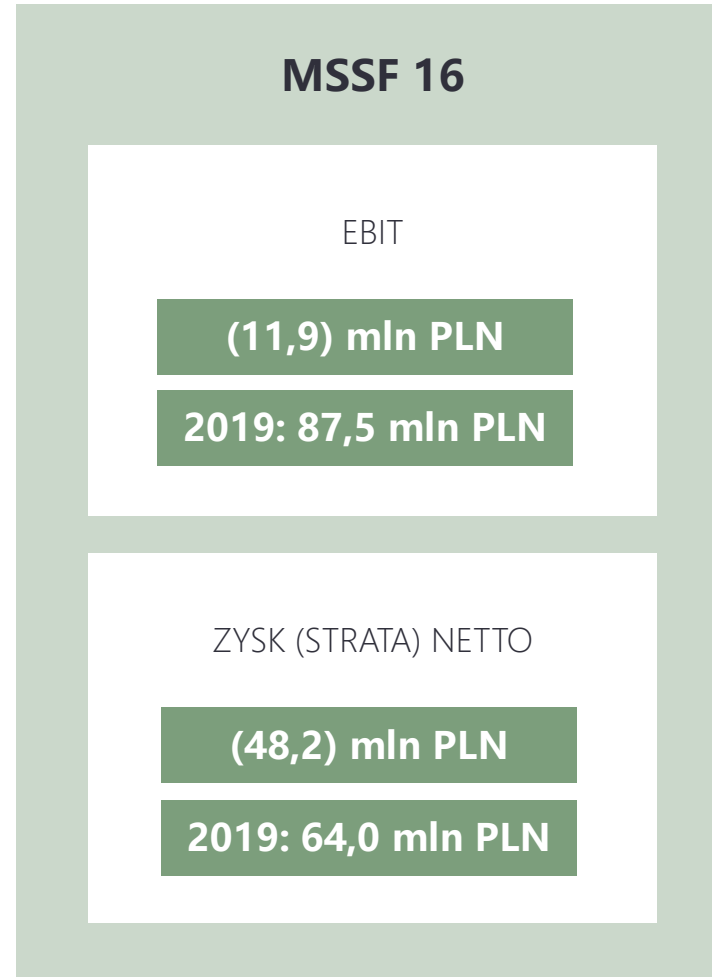 MSSF 16
EBIT
(11,9) mln PLN
2019: 87,5 mln PLN
ZYSK (STRATA) NETTO
(48,2) mln PLN
2019: 64,0 mln PLN